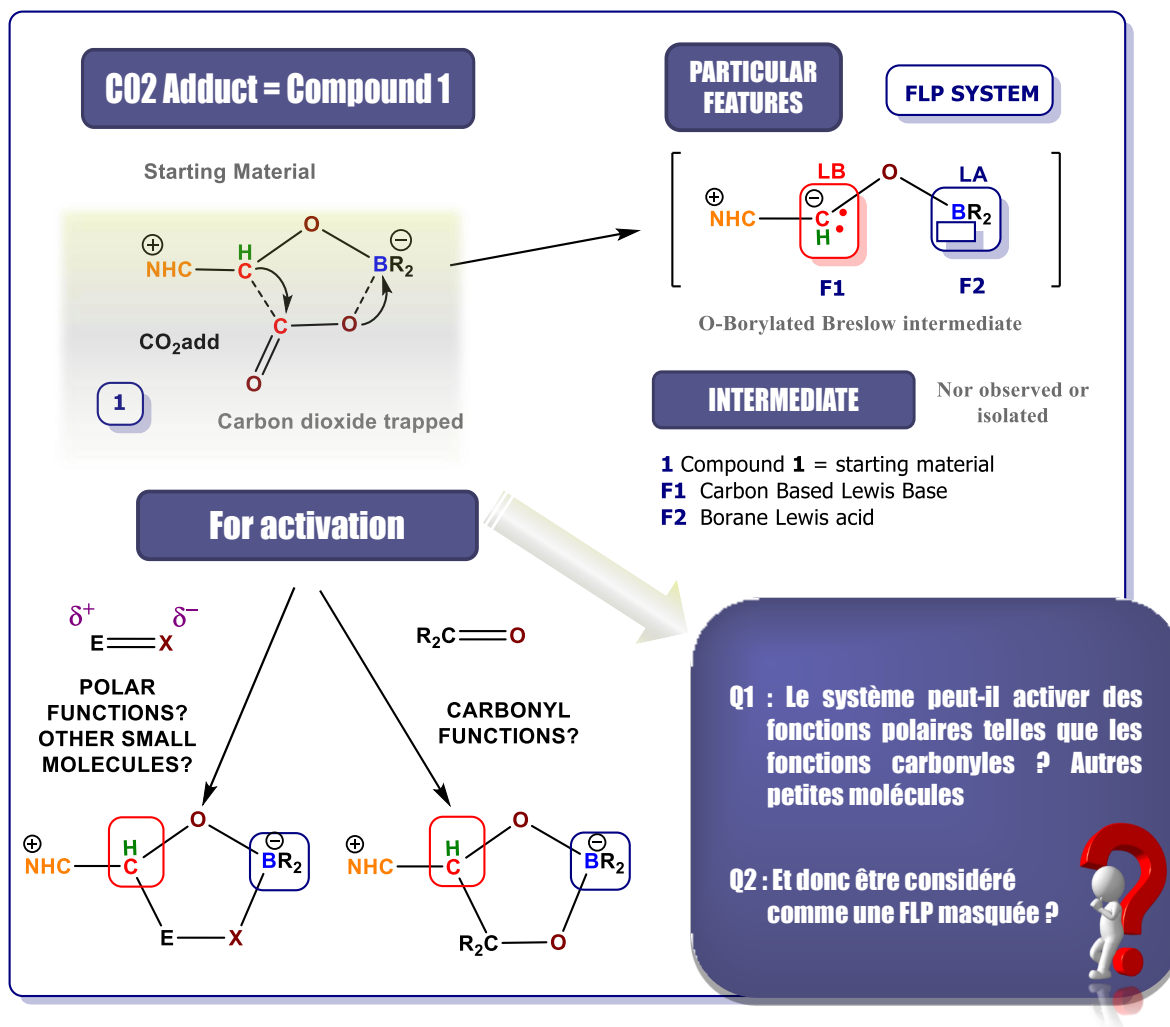 CO2 Adduct = Compound 1
Starting Material
⊕
NHC
H
C
O
⊖
BR2
C
O
O
CO2add
1
Carbon dioxide trapped
PARTICULAR
FEATURES
FLP SYSTEM
LB
O
LA
⊕
NHC
⊖
C
H
BR2
F1
F2
O-Borylated Breslow intermediate
INTERMEDIATE
Nor observed or
isolated
1 Compound 1 = starting material
F1 Carbon Based Lewis Base
F2 Borane Lewis acid
For activation
δ+
δ−
E
X
POLAR
FUNCTIONS?
OTHER SMALL
MOLECULES?
R2C
O
CARBONYL
FUNCTIONS?
⊕
NHC
H
C
O
⊖
BR2
E
X
⊕
NHC
H
C
O
⊖
BR2
R2C
O
Q1 : Le système peut-il activer des
fonctions polaires telles que les
fonctions carbonyles ? Autres
petites molécules
Q2 : Et donc être considéré
comme une FLP masquée ?
?